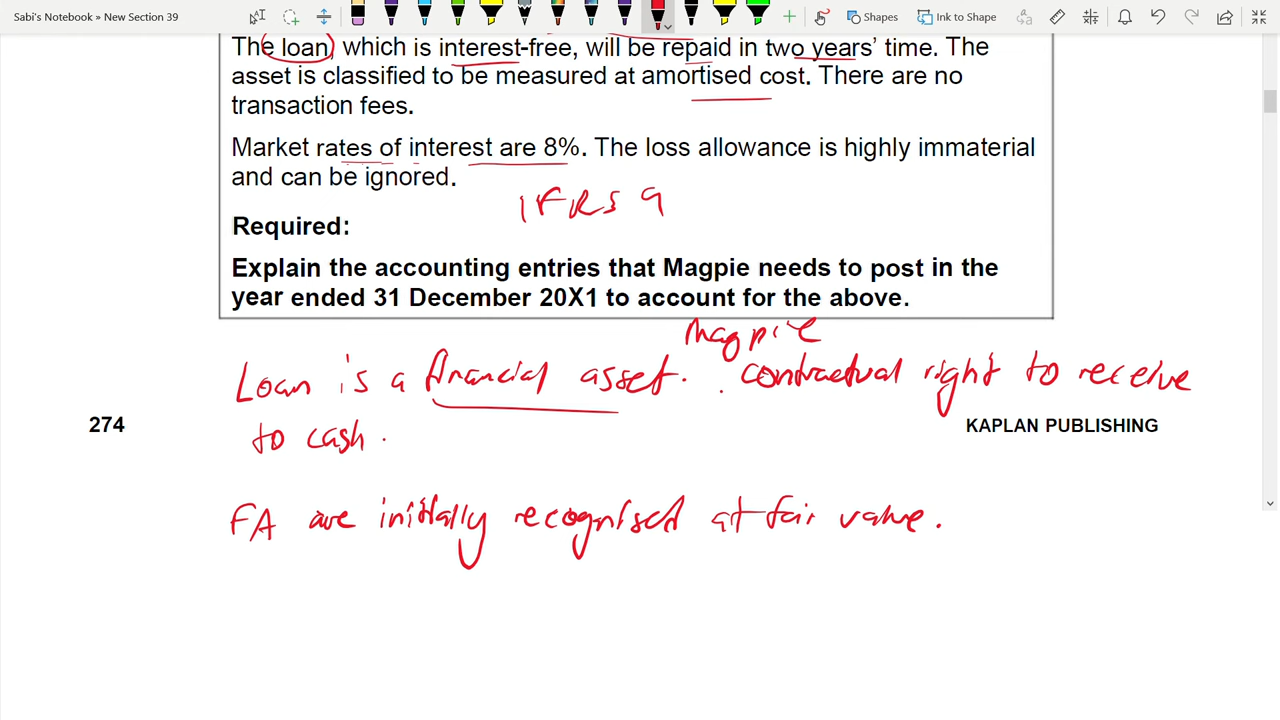 Sabi's Notebook » New Section 39
Shapes
Ink to Shape
The loan, which is interest-free, will be repaid in two years' time. The
asset is classified to be measured at amortised cost. There are no
transaction fees.
Market rates of interest are 8%. The loss allowance is highly immaterial
and can be ignored.
IFRS 9
Required:
Explain the accounting entries that Magpie needs to post in the
year ended 31 December 20X1 to account for the above.
Magpie
Loan is a financial asset. contractual right to receive
274
KAPLAN PUBLISHING
to cash.
FA are initially recognised at fair value.